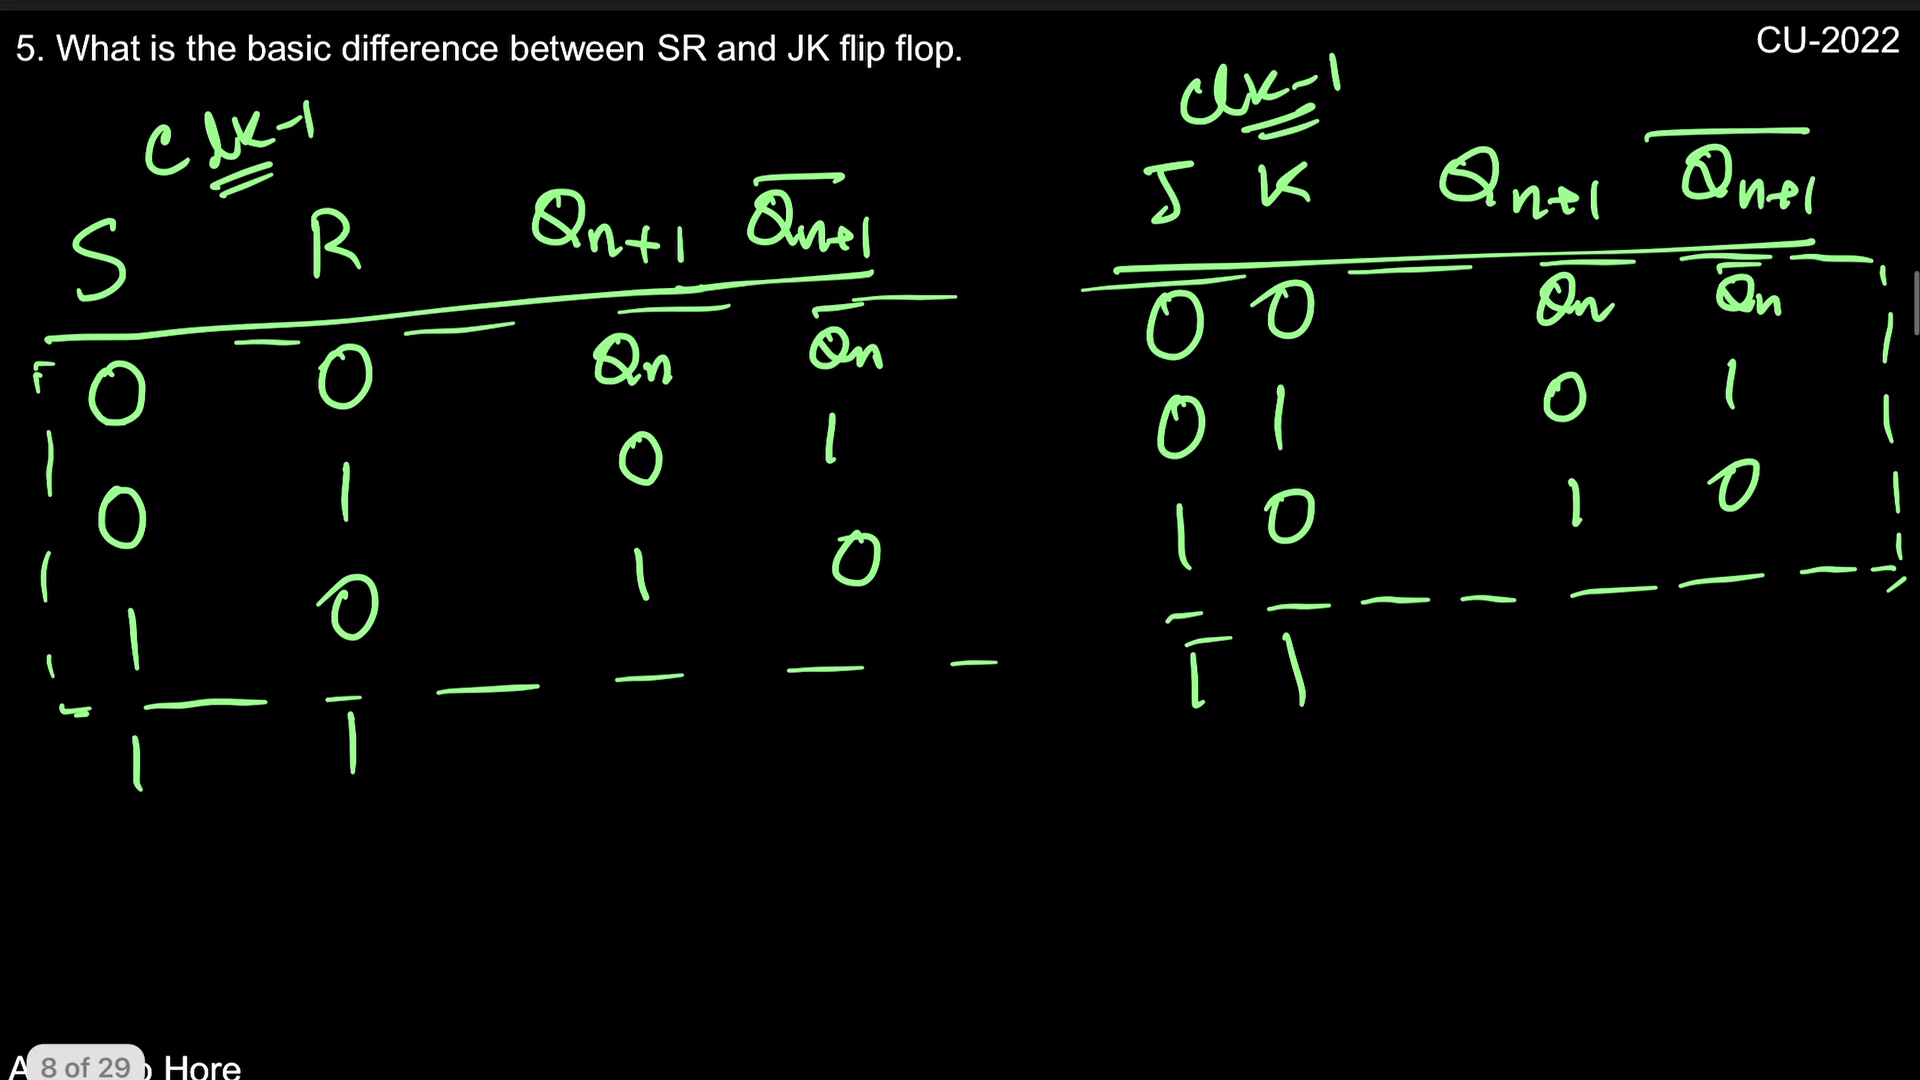 5. What is the basic difference between SR and JK flip flop.
CU-2022
Clk-1
S R Qn+1 Q̅n+1
0 0 Qn Q̅n
0 1 0 1
1 0 1 0
1 1
Clk-1
J K Qn+1 Q̅n+1
0 0 Qn Q̅n
0 1 0 1
1 0 1 0
1 1
8 of 29
Hore